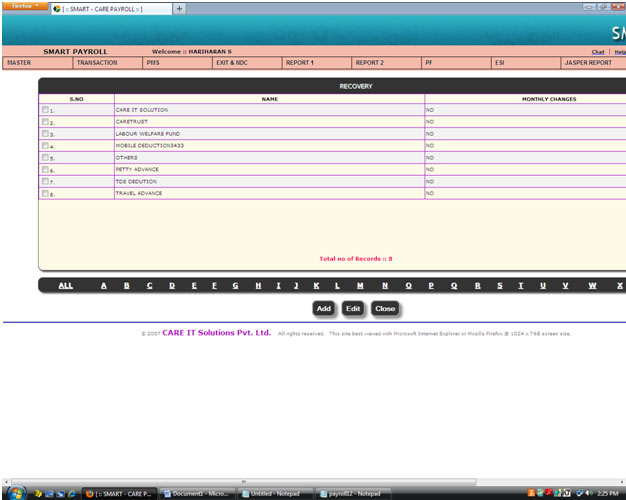 Firefox
[ :: SMART - CARE PAYROLL :: ]
SMART PAYROLL Welcome :: HARIHARAN S Chat | Help
MASTER TRANSACTION PMS EXIT & NDC REPORT 1 REPORT 2 PF ESI JASPER REPORT
RECOVERY
S.NO NAME MONTHLY CHANGES
1. CARE IT SOLUTION NO
2. CARETRUST NO
3. LABOUR WELFARE FUND NO
4. MOBILE DEDUCTION3433 NO
5. OTHERS NO
6. PETTY ADVANCE NO
7. TDS DEDUTION NO
8. TRAVEL ADVANCE NO
Total no of Records :: 8
ALL A B C D E F G H I J K L M N O P Q R S T U V W X
Add Edit Close
© 2007 CARE IT Solutions Pvt. Ltd. All rights reserved. This site best viewed with Microsoft Internet Explorer or Mozilla Firefox @ 1024 x 768 screen size.
[ :: SMART - CARE P... Document1 - Micro... Untitled - Notepad payroll12 - Notepad 2:25 PM